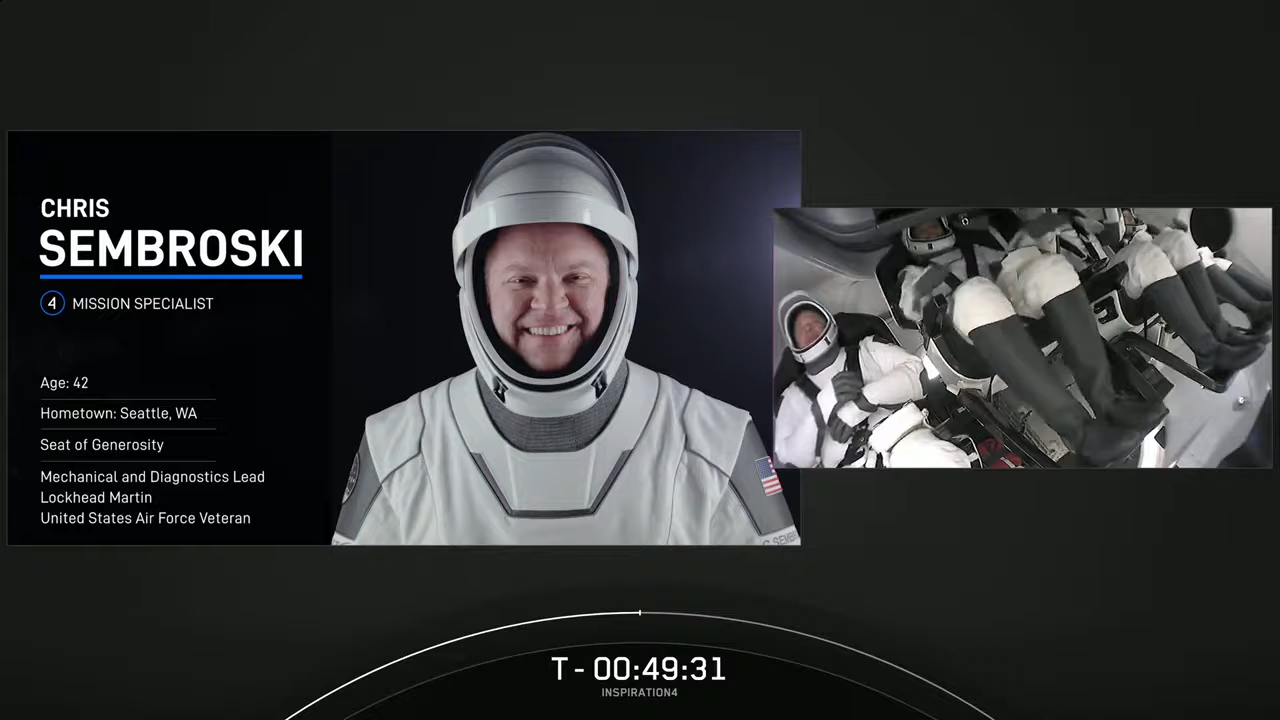 CHRIS
SEMBROSKI
4 MISSION SPECIALIST
Age: 42
Hometown: Seattle, WA
Seat of Generosity
Mechanical and Diagnostics Lead
Lockhead Martin
United States Air Force Veteran
T- 00:49:31
INSPIRATION4